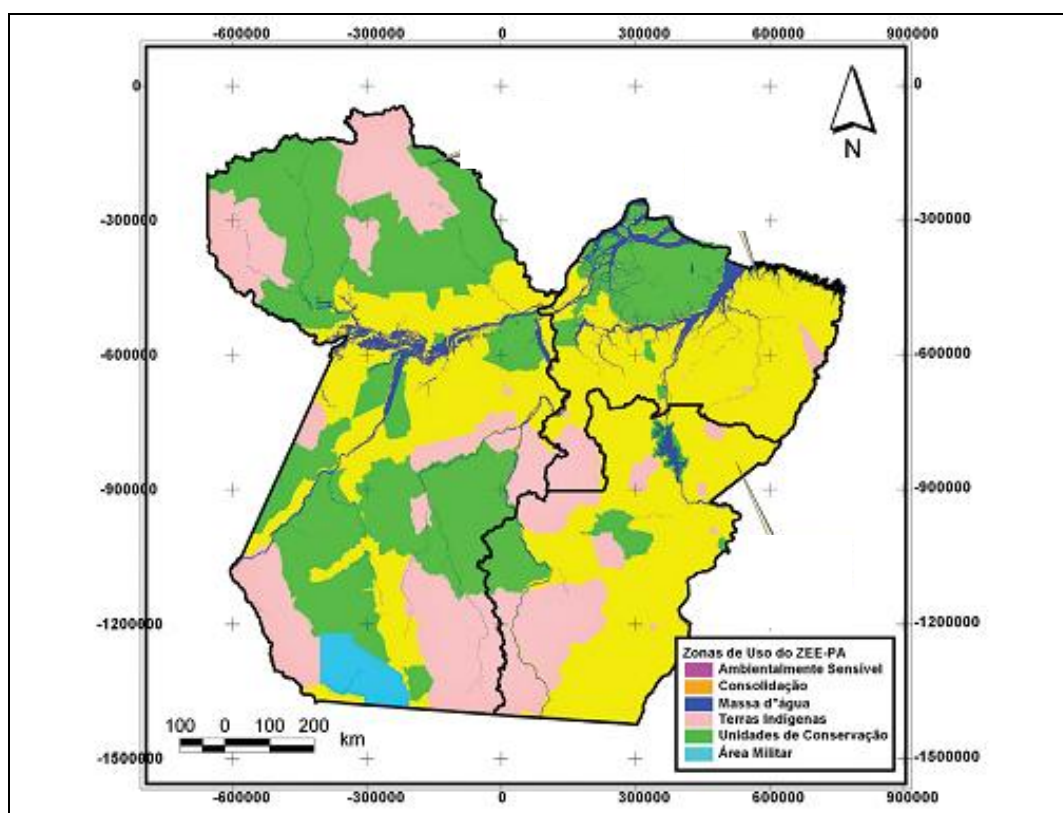 -600000 -300000 0 300000 600000 900000
0 0
N
-300000 -300000
-600000 -600000
-900000 -900000
-1200000 -1200000
Zonas de Uso do ZEE-PA
Ambientalmente Sensível
Consolidação
Massa d"água
Terras Indígenas
Unidades de Conservação
Área Militar
100 0 100 200
km
-1500000 -1500000
-600000 -300000 0 300000 600000 900000